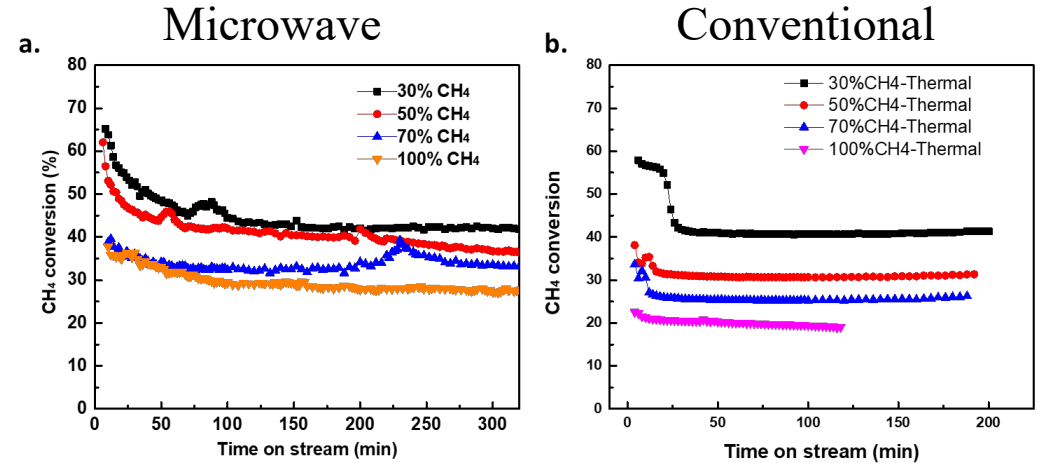 Microwave
Conventional
a.
b.
80
70
60
50
40
30
20
10
0
CH4 conversion (%)
30% CH4
50% CH4
70% CH4
100% CH4
0 50 100 150 200 250 300
Time on stream (min)
80
70
60
50
40
30
20
10
0
CH4 conversion
30%CH4-Thermal
50%CH4-Thermal
70%CH4-Thermal
100%CH4-Thermal
0 50 100 150 200
Time on stream (min)